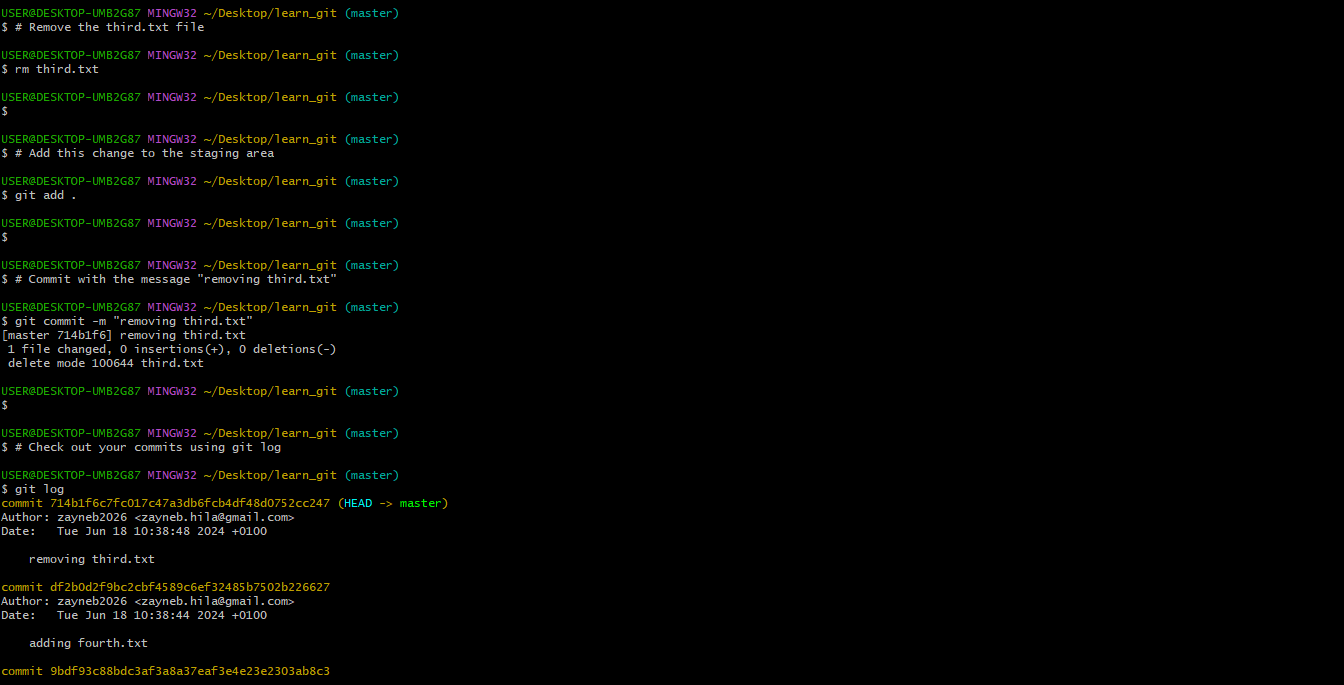 USER@DESKTOP-UMB2G87 MINGW32 ~/Desktop/learn_git (master)
$ # Remove the third.txt file
USER@DESKTOP-UMB2G87 MINGW32 ~/Desktop/learn_git (master)
$ rm third.txt
USER@DESKTOP-UMB2G87 MINGW32 ~/Desktop/learn_git (master)
$
USER@DESKTOP-UMB2G87 MINGW32 ~/Desktop/learn_git (master)
$ # Add this change to the staging area
USER@DESKTOP-UMB2G87 MINGW32 ~/Desktop/learn_git (master)
$ git add .
USER@DESKTOP-UMB2G87 MINGW32 ~/Desktop/learn_git (master)
$
USER@DESKTOP-UMB2G87 MINGW32 ~/Desktop/learn_git (master)
$ # Commit with the message "removing third.txt"
USER@DESKTOP-UMB2G87 MINGW32 ~/Desktop/learn_git (master)
$ git commit -m "removing third.txt"
[master 714b1f6] removing third.txt
 1 file changed, 0 insertions(+), 0 deletions(-)
 delete mode 100644 third.txt
USER@DESKTOP-UMB2G87 MINGW32 ~/Desktop/learn_git (master)
$
USER@DESKTOP-UMB2G87 MINGW32 ~/Desktop/learn_git (master)
$ # Check out your commits using git log
USER@DESKTOP-UMB2G87 MINGW32 ~/Desktop/learn_git (master)
$ git log
commit 714b1f6c7fc017c47a3db6fcb4df48d0752cc247 (HEAD -> master)
Author: zayneb2026 <zayneb.hila@gmail.com>
Date:   Tue Jun 18 10:38:48 2024 +0100
    removing third.txt
commit df2b0d2f9bc2cbf4589c6ef32485b7502b226627
Author: zayneb2026 <zayneb.hila@gmail.com>
Date:   Tue Jun 18 10:38:44 2024 +0100
    adding fourth.txt
commit 9bdf93c88bdc3af3a8a37eaf3e4e23e2303ab8c3